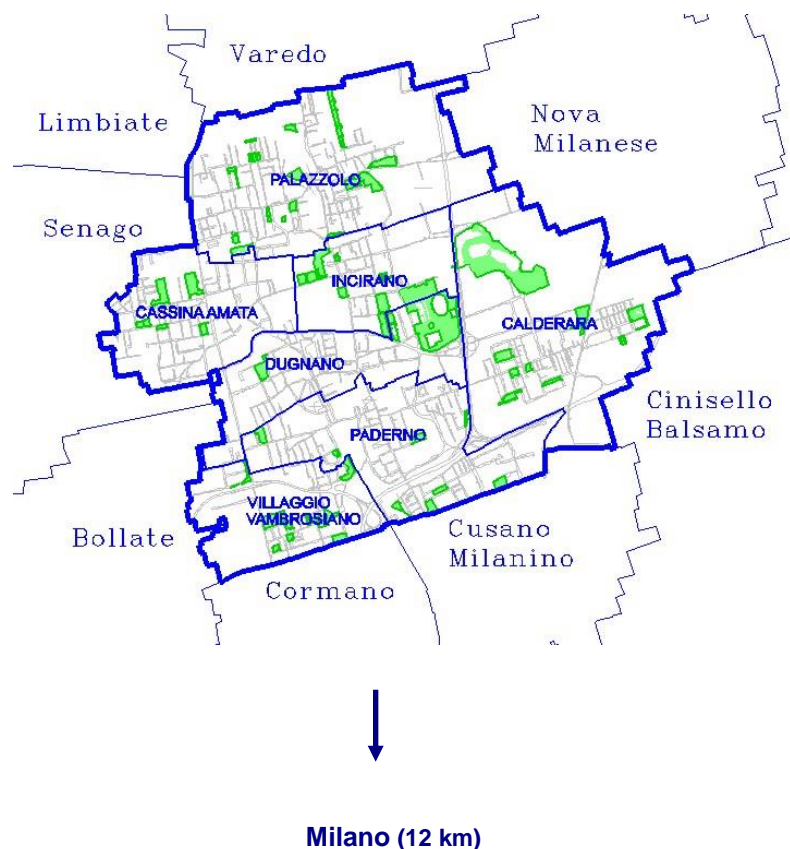 Varedo
Limbiate
Nova
Milanese
PALAZZOLO
Senago
INCIRANO
CASSINA AMATA
CALDERARA
DUGNANO
Cinisello
Balsamo
PADERNO
VILLAGGIO
VAMBROSIANO
Bollate
Cusano
Milanino
Cormano
Milano (12 km)